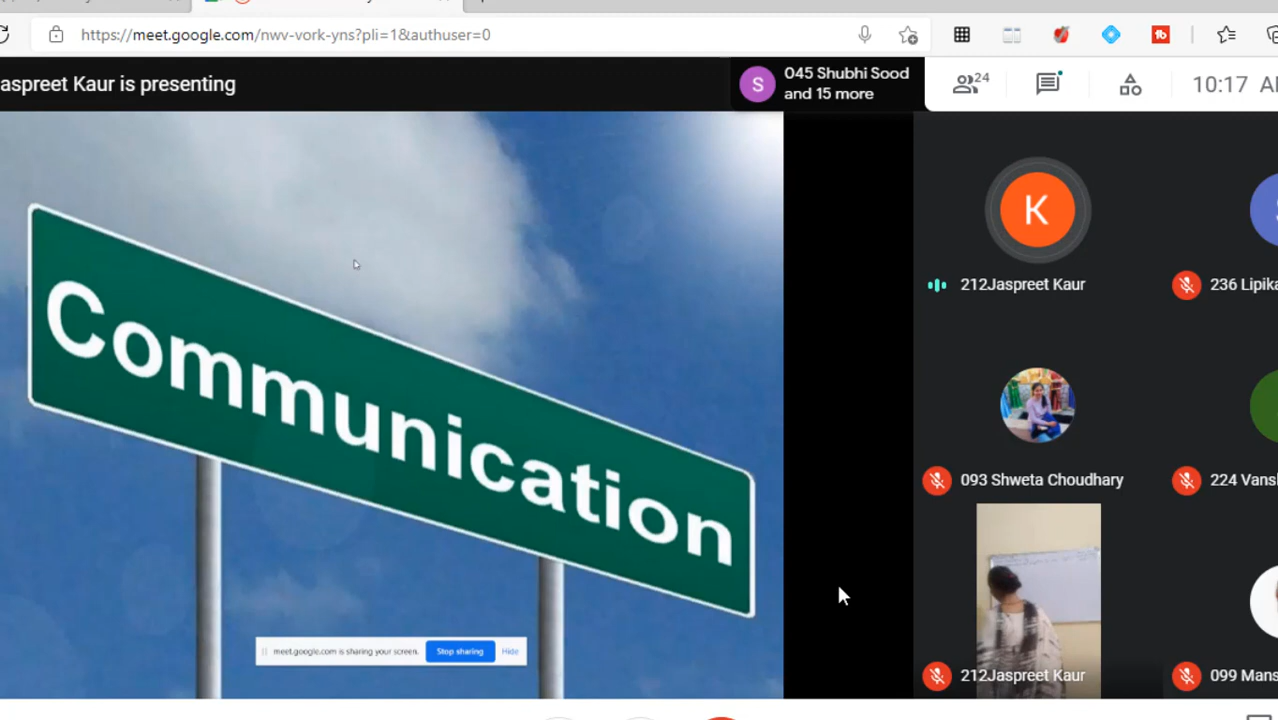 https://meet.google.com/nwv-vork-yns?pli=1&authuser=0
aspreet Kaur is presenting
S
045 Shubhi Sood
and 15 more
24
10:17
K
212Jaspreet Kaur
236 Lipika
093 Shweta Choudhary
224 Vans
212Jaspreet Kaur
099 Mans
Communication
meet.google.com is sharing your screen.
Stop sharing
Hide